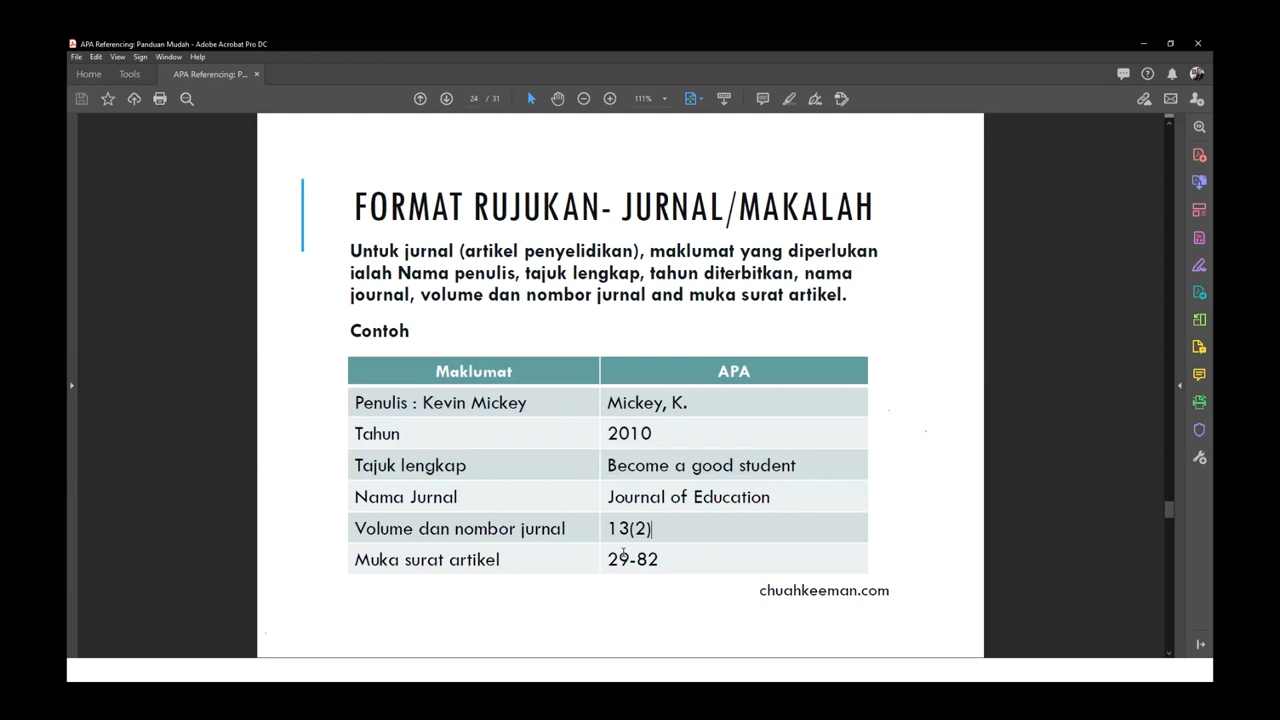 APA Referencing: Panduan Mudah - Adobe Acrobat Pro DC
File Edit View Sign Window Help
Home Tools APA Referencing: P... ×
24 / 31 111%
FORMAT RUJUKAN- JURNAL/MAKALAH
Untuk jurnal (artikel penyelidikan), maklumat yang diperlukan
ialah Nama penulis, tajuk lengkap, tahun diterbitkan, nama
journal, volume dan nombor jurnal and muka surat artikel.
Contoh
Maklumat APA
Penulis : Kevin Mickey Mickey, K.
Tahun 2010
Tajuk lengkap Become a good student
Nama Jurnal Journal of Education
Volume dan nombor jurnal 13(2)
Muka surat artikel 29-82
chuahkeeman.com